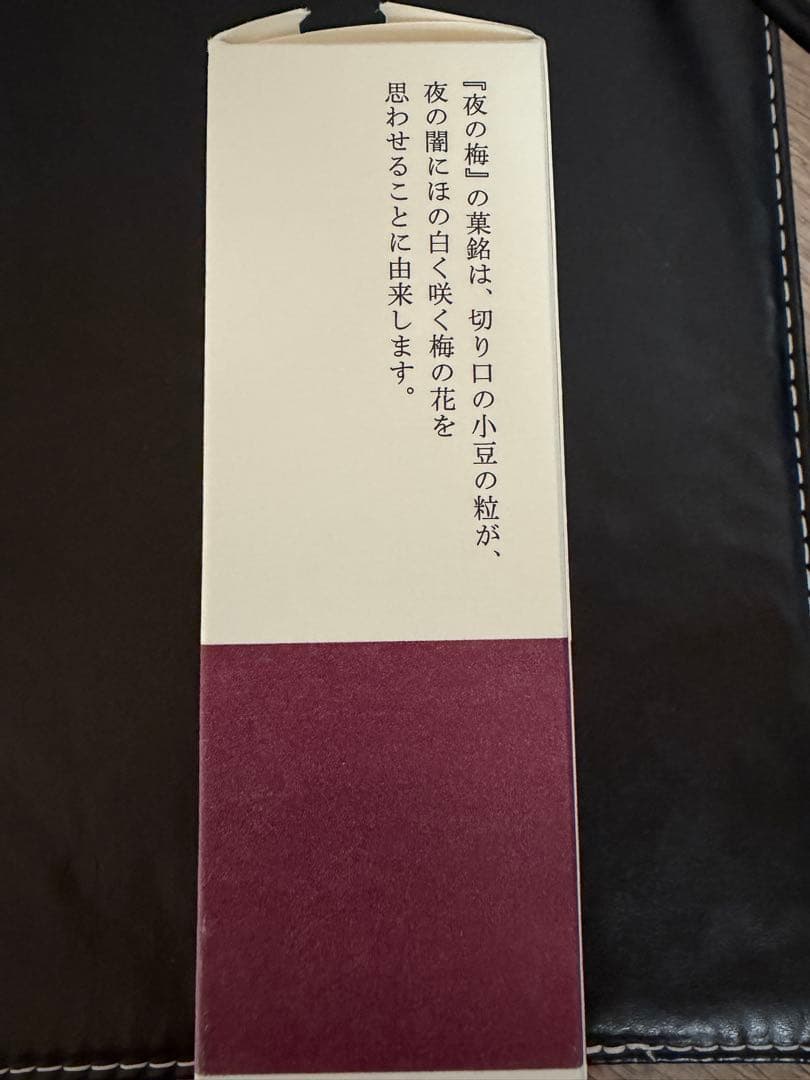 『夜の梅』の菓銘は、切り口の小豆の粒が、
夜の闇にほの白く咲く梅の花を
思わせることに由来します。